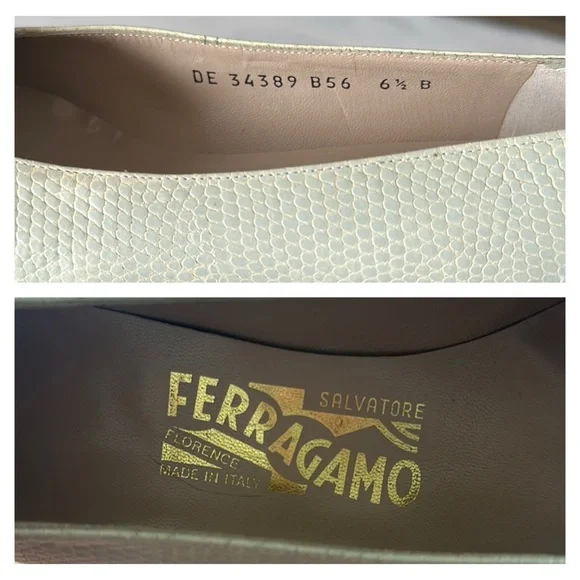 DE 34389 B56 6½ B
SALVATORE
FERRAGAMO
FLORENCE
MADE IN ITALY